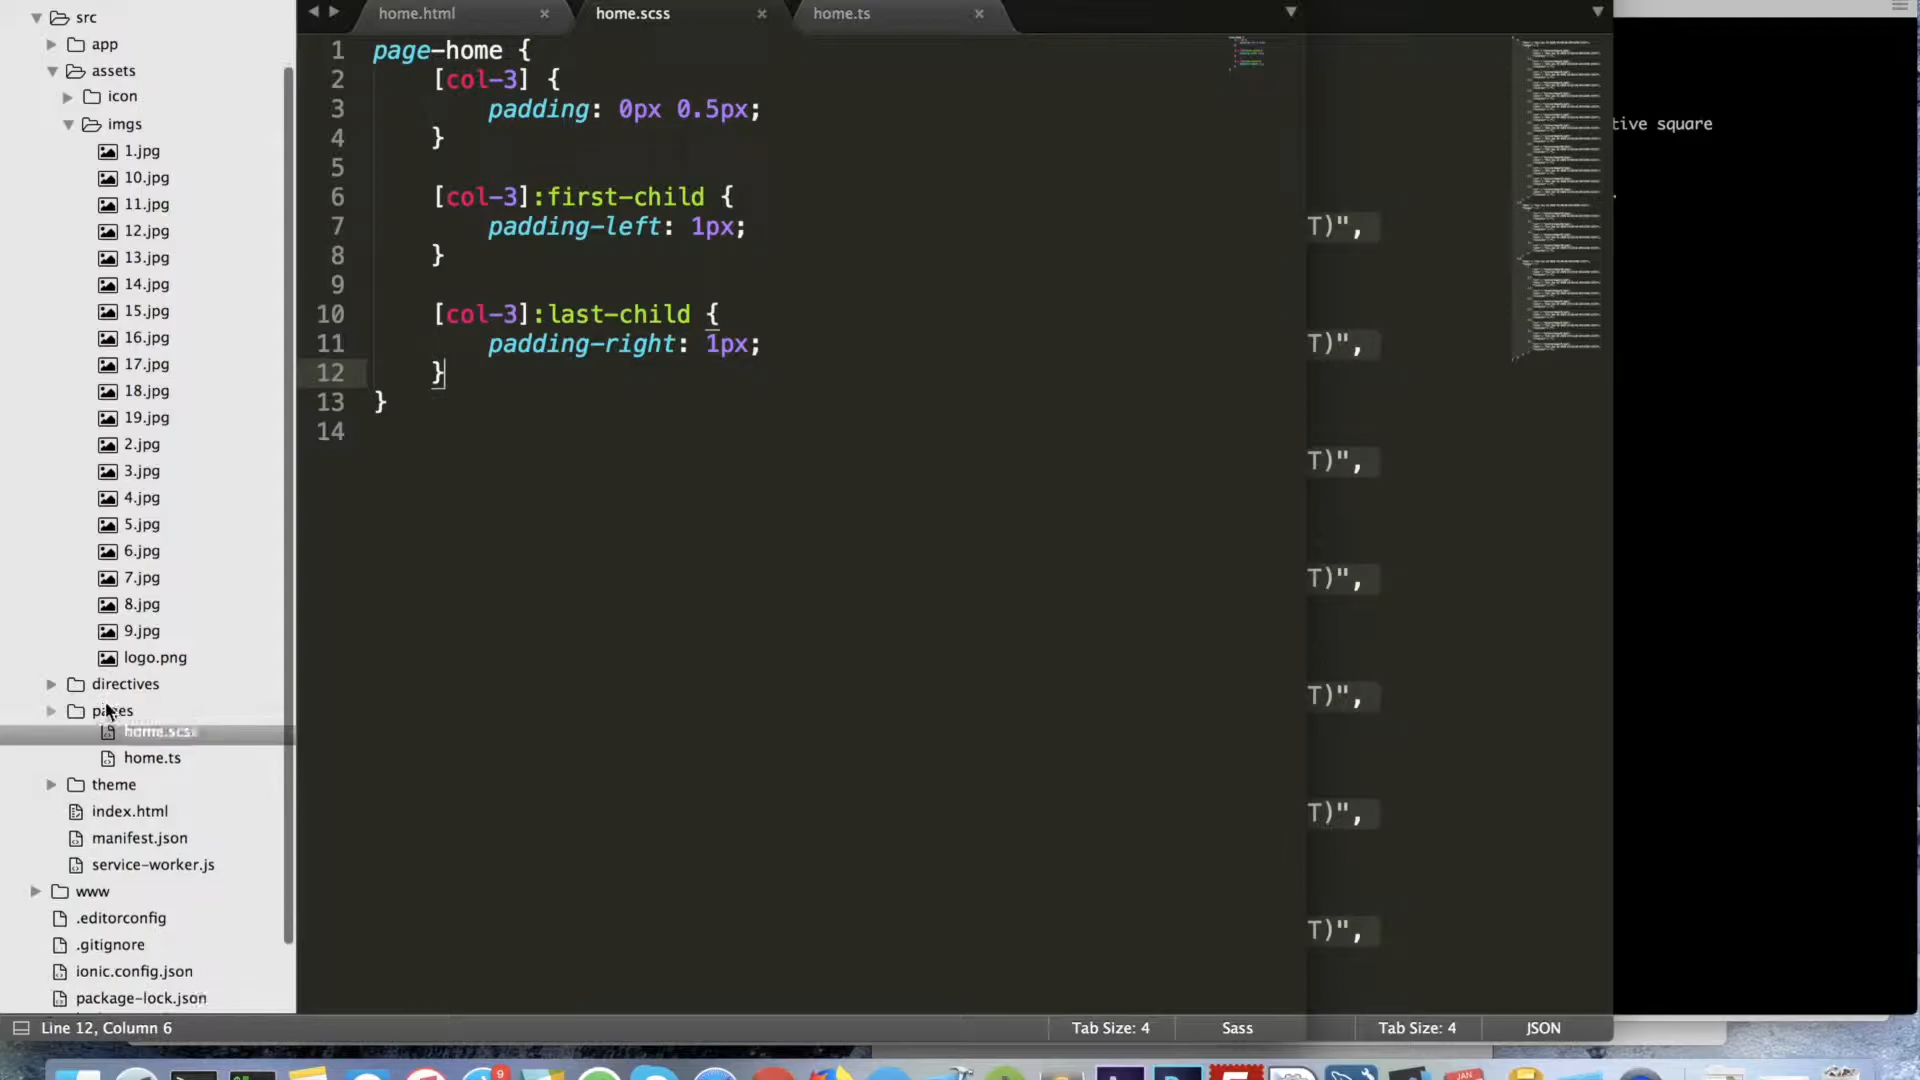 src
app
assets
icon
imgs
1.jpg
10.jpg
11.jpg
12.jpg
13.jpg
14.jpg
15.jpg
16.jpg
17.jpg
18.jpg
19.jpg
2.jpg
3.jpg
4.jpg
5.jpg
6.jpg
7.jpg
8.jpg
9.jpg
logo.png
directives
pages
home.scss
home.ts
theme
index.html
manifest.json
service-worker.js
www
.editorconfig
.gitignore
ionic.config.json
package-lock.json
home.html × home.scss × home.ts ×
1 page-home {
2 [col-3] {
3 padding: 0px 0.5px;
4 }
5
6 [col-3]:first-child {
7 padding-left: 1px;
8 }
9
10 [col-3]:last-child {
11 padding-right: 1px;
12 }
13 }
14
T)",
T)",
T)",
T)",
T)",
T)",
T)",
tive square
.
Line 12, Column 6 Tab Size: 4 Sass Tab Size: 4 JSON
9
JAN